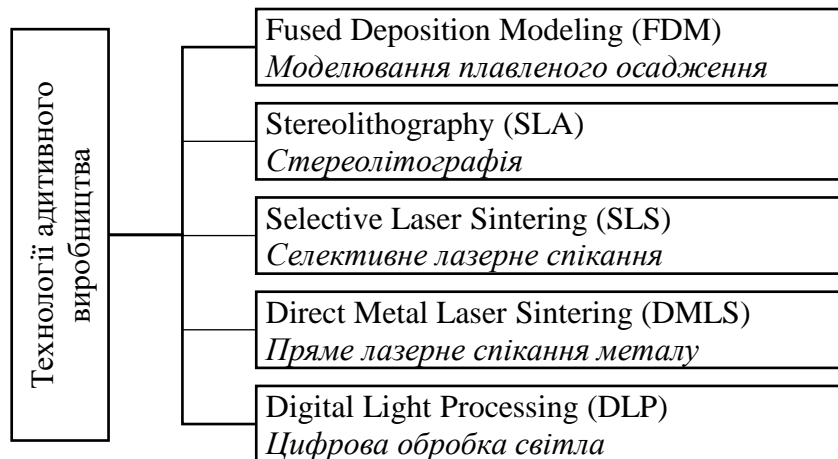 Технології адитивного
виробництва
Fused Deposition Modeling (FDM)
Моделювання плавленого осадження
Stereolithography (SLA)
Стереолітографія
Selective Laser Sintering (SLS)
Селективне лазерне спікання
Direct Metal Laser Sintering (DMLS)
Пряме лазерне спікання металу
Digital Light Processing (DLP)
Цифрова обробка світла